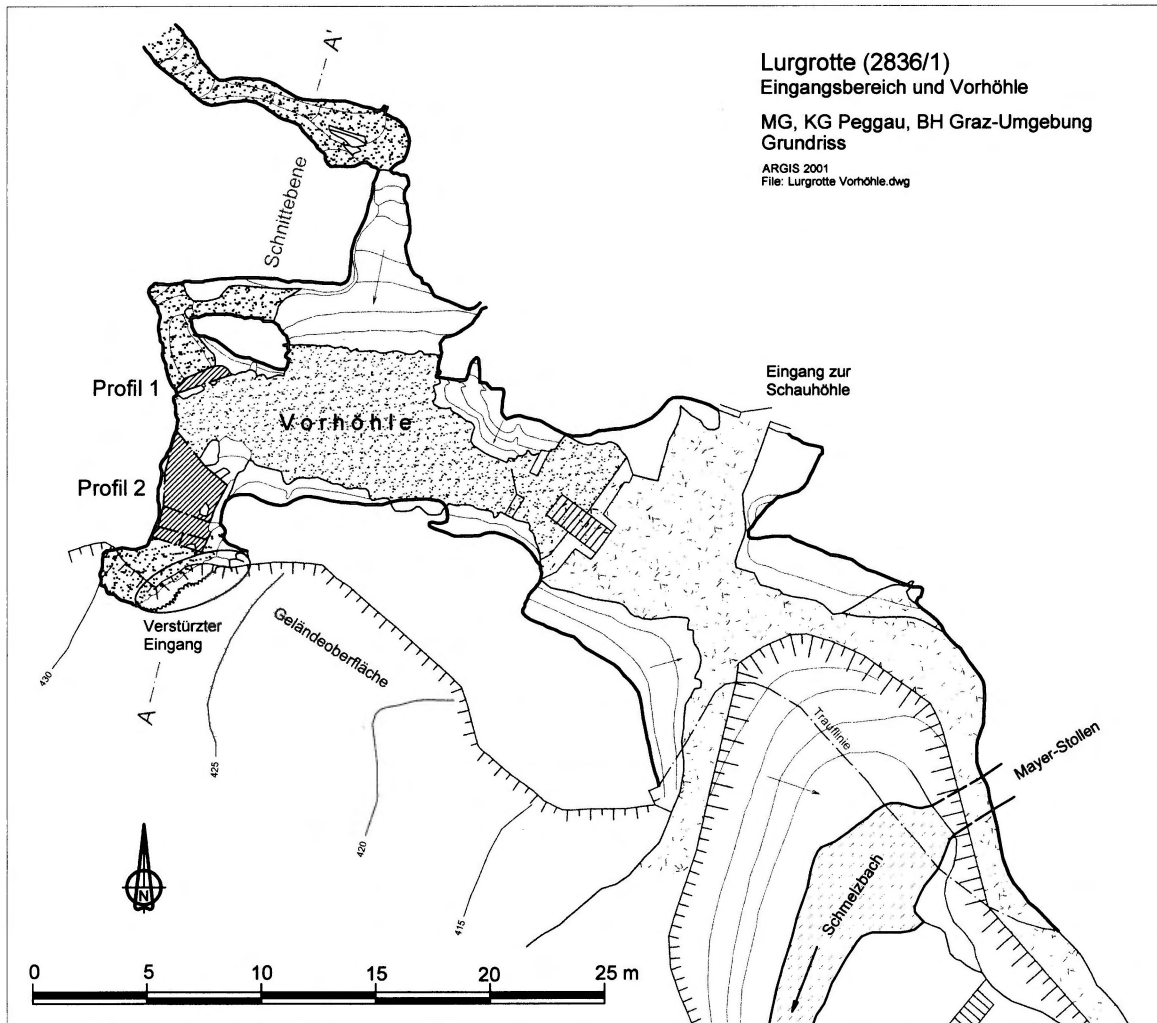 Lurgrotte (2836/1)
Eingangsbereich und Vorhöhle
MG, KG Peggau, BH Graz-Umgebung
Grundriss
ARGIS 2001
File: Lurgrotte Vorhöhle.dwg
A'
Schnittebene
Profil 1
Vorhöhle
Eingang zur
Schauhöhle
Profil 2
Verstürzter
Eingang
Geländeoberfläche
430
A
425
420
415
Trauflinie
Mayer-Stollen
Schmelzbach
N
0 5 10 15 20 25 m